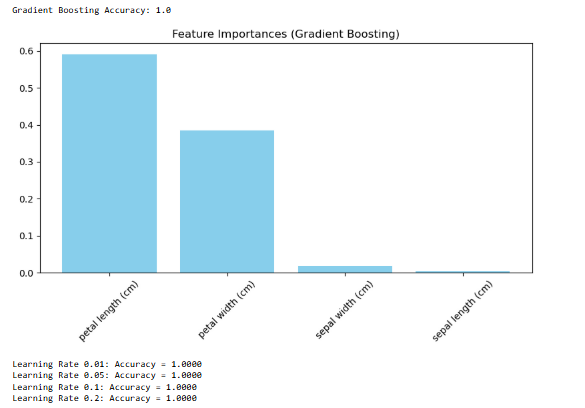 Gradient Boosting Accuracy: 1.0
Feature Importances (Gradient Boosting)
0.6
0.5
0.4
0.3
0.2
0.1
0.0
petal length (cm)
petal width (cm)
sepal width (cm)
sepal length (cm)
Learning Rate 0.01: Accuracy = 1.0000
Learning Rate 0.05: Accuracy = 1.0000
Learning Rate 0.1: Accuracy = 1.0000
Learning Rate 0.2: Accuracy = 1.0000